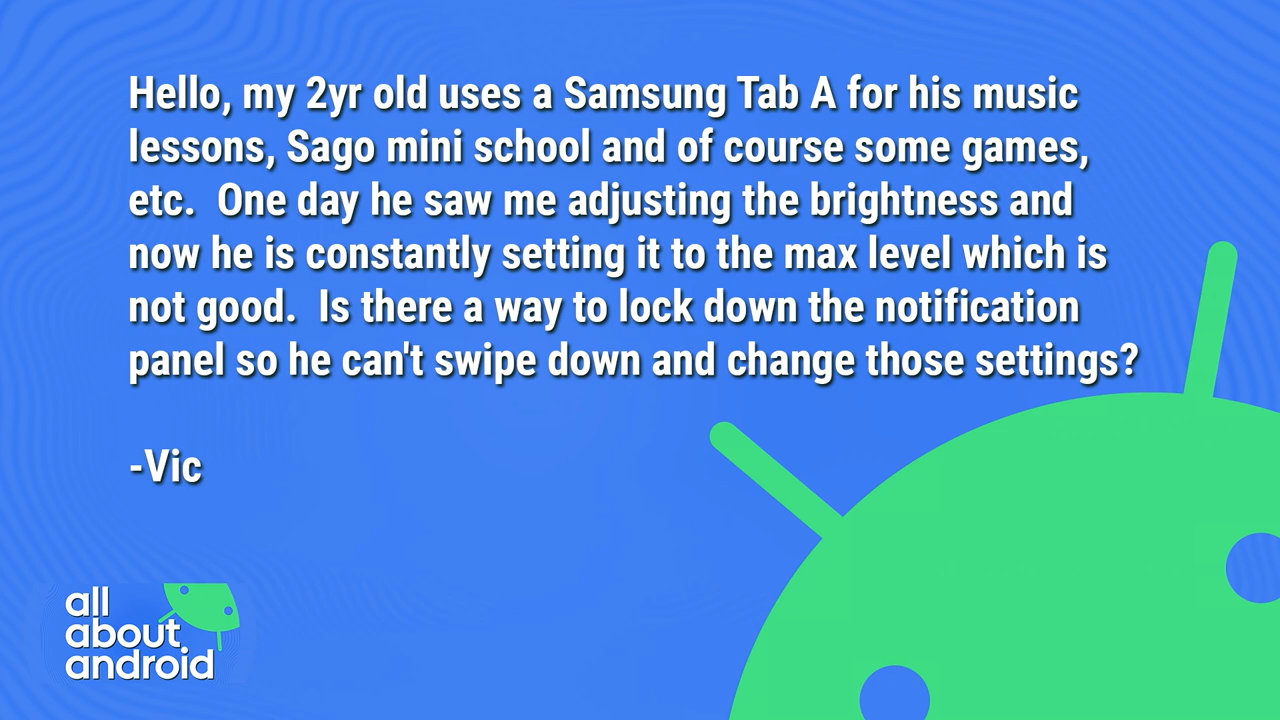 Hello, my 2yr old uses a Samsung Tab A for his music
lessons, Sago mini school and of course some games,
etc.  One day he saw me adjusting the brightness and
now he is constantly setting it to the max level which is
not good.  Is there a way to lock down the notification
panel so he can't swipe down and change those settings?
-Vic
all
about
android